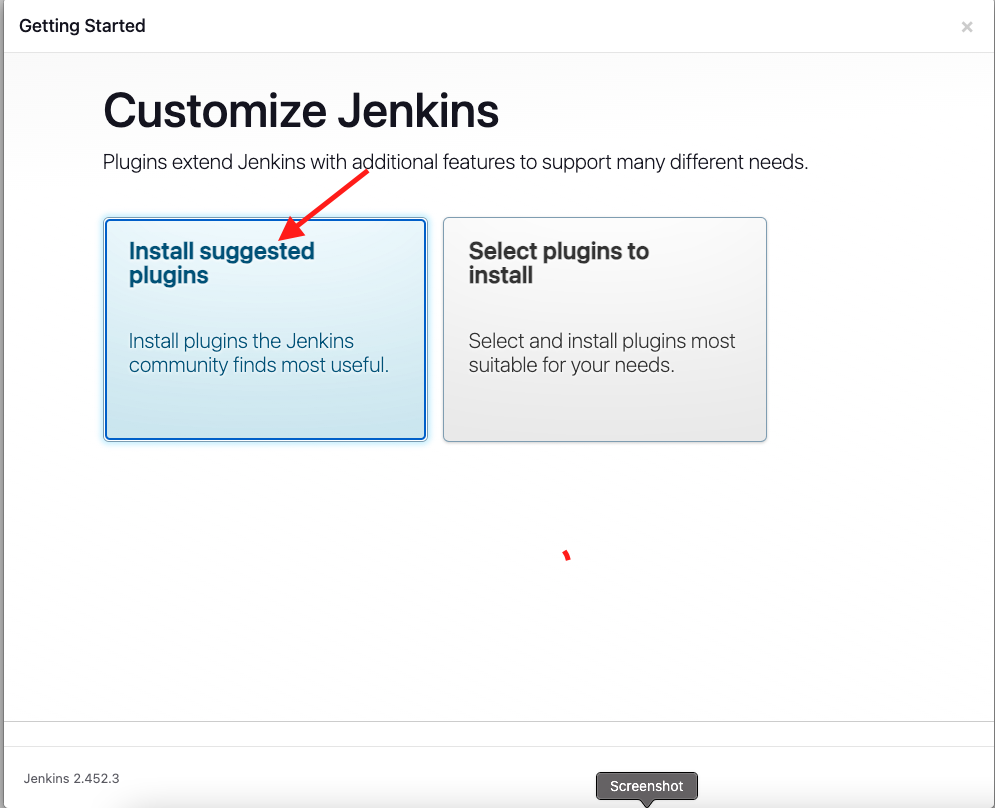 Getting Started
×
Customize Jenkins
Plugins extend Jenkins with additional features to support many different needs.
Install suggested
plugins
Install plugins the Jenkins
community finds most useful.
Select plugins to
install
Select and install plugins most
suitable for your needs.
Jenkins 2.452.3
Screenshot